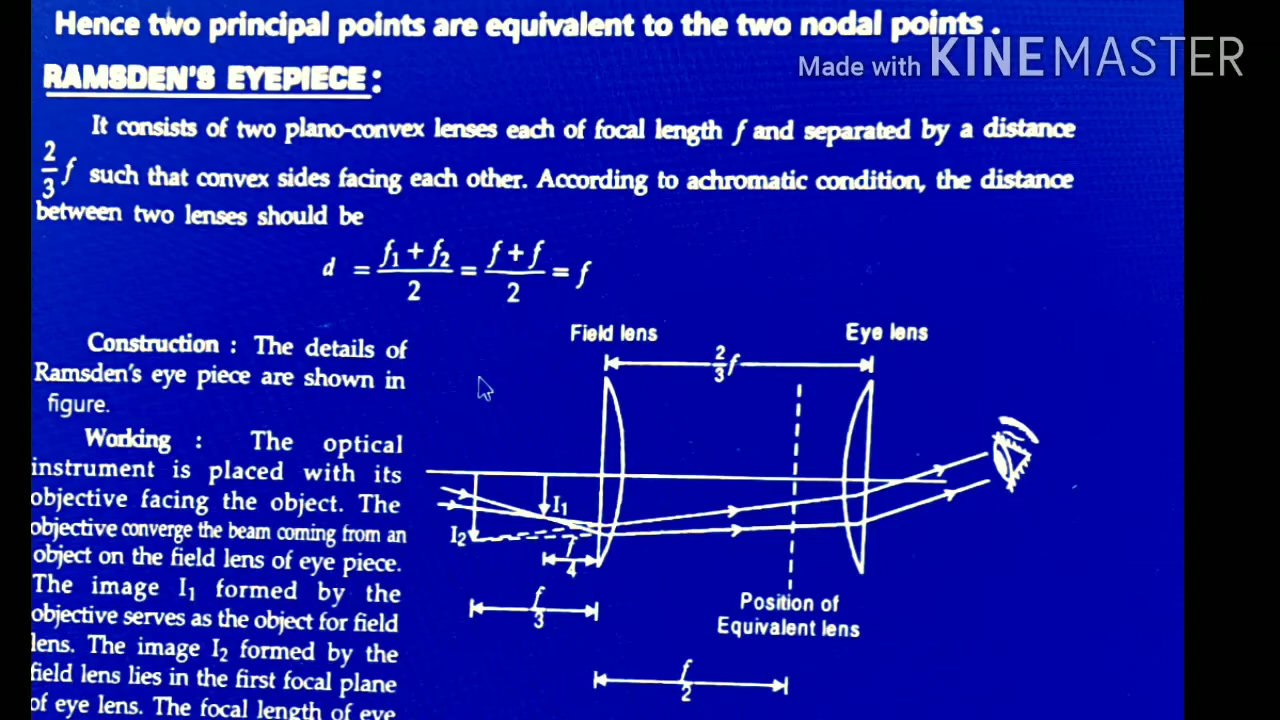 Hence two principal points are equivalent to the two nodal points .
Made with KINEMASTER
RAMSDEN'S EYEPIECE :
It consists of two plano-convex lenses each of focal length f and separated by a distance
2/3 f such that convex sides facing each other. According to achromatic condition, the distance
between two lenses should be
d = f1 + f2 / 2 = f + f / 2 = f
Construction : The details of
Ramsden's eye piece are shown in
figure.
Working : The optical
instrument is placed with its
objective facing the object. The
objective converge the beam coming from an
object on the field lens of eye piece.
The image I1 formed by the
objective serves as the object for field
lens. The image I2 formed by the
field lens lies in the first focal plane
of eye lens. The focal length of eye
Field lens
Eye lens
2/3 f
I1
I2
f/4
f/3
Position of
Equivalent lens
f/2